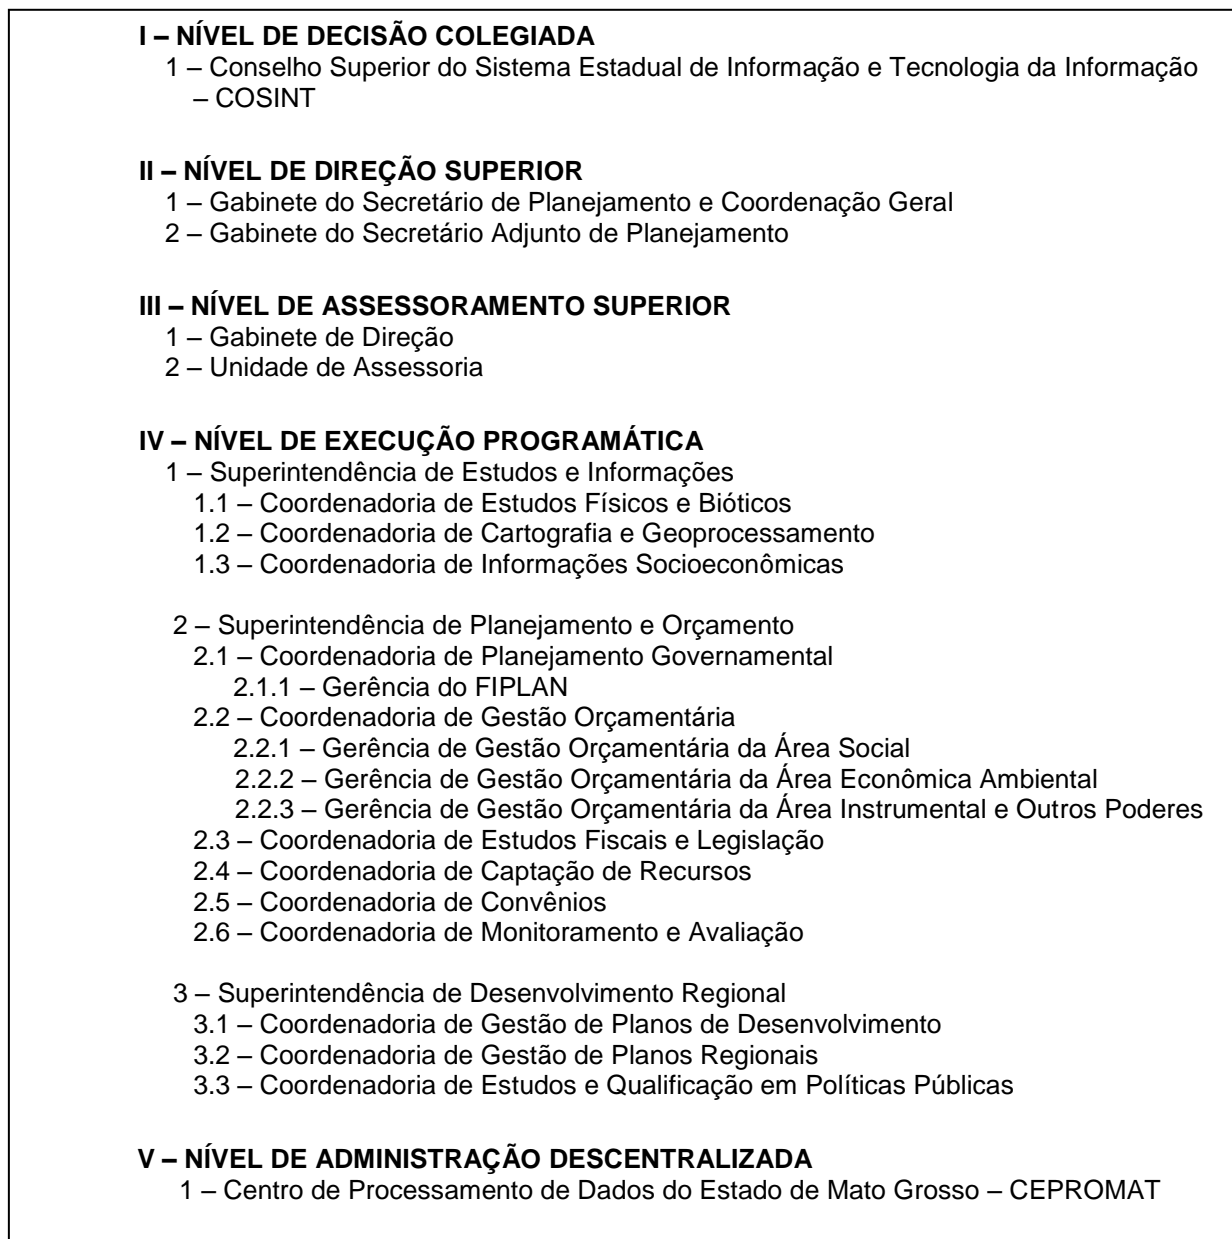 I – NÍVEL DE DECISÃO COLEGIADA
1 – Conselho Superior do Sistema Estadual de Informação e Tecnologia da Informação
– COSINT
II – NÍVEL DE DIREÇÃO SUPERIOR
1 – Gabinete do Secretário de Planejamento e Coordenação Geral
2 – Gabinete do Secretário Adjunto de Planejamento
III – NÍVEL DE ASSESSORAMENTO SUPERIOR
1 – Gabinete de Direção
2 – Unidade de Assessoria
IV – NÍVEL DE EXECUÇÃO PROGRAMÁTICA
1 – Superintendência de Estudos e Informações
1.1 – Coordenadoria de Estudos Físicos e Bióticos
1.2 – Coordenadoria de Cartografia e Geoprocessamento
1.3 – Coordenadoria de Informações Socioeconômicas
2 – Superintendência de Planejamento e Orçamento
2.1 – Coordenadoria de Planejamento Governamental
2.1.1 – Gerência do FIPLAN
2.2 – Coordenadoria de Gestão Orçamentária
2.2.1 – Gerência de Gestão Orçamentária da Área Social
2.2.2 – Gerência de Gestão Orçamentária da Área Econômica Ambiental
2.2.3 – Gerência de Gestão Orçamentária da Área Instrumental e Outros Poderes
2.3 – Coordenadoria de Estudos Fiscais e Legislação
2.4 – Coordenadoria de Captação de Recursos
2.5 – Coordenadoria de Convênios
2.6 – Coordenadoria de Monitoramento e Avaliação
3 – Superintendência de Desenvolvimento Regional
3.1 – Coordenadoria de Gestão de Planos de Desenvolvimento
3.2 – Coordenadoria de Gestão de Planos Regionais
3.3 – Coordenadoria de Estudos e Qualificação em Políticas Públicas
V – NÍVEL DE ADMINISTRAÇÃO DESCENTRALIZADA
1 – Centro de Processamento de Dados do Estado de Mato Grosso – CEPROMAT